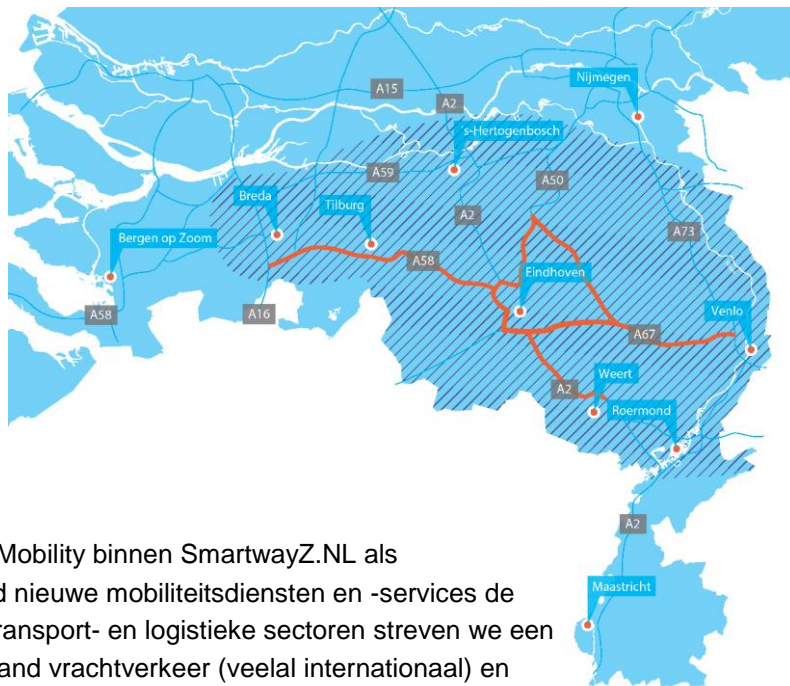 Nijmegen
A15
A2
's-Hertogenbosch
A59
A50
Breda
Tilburg
A2
A73
Bergen op Zoom
A58
Eindhoven
A58
A16
A67
Venlo
Weert
A2
Roermond
A2
Mobility binnen SmartwayZ.NL als
d nieuwe mobiliteitsdiensten en -services de
ransport- en logistieke sectoren streven we een
and vrachtverkeer (veelal internationaal) en
Maastricht